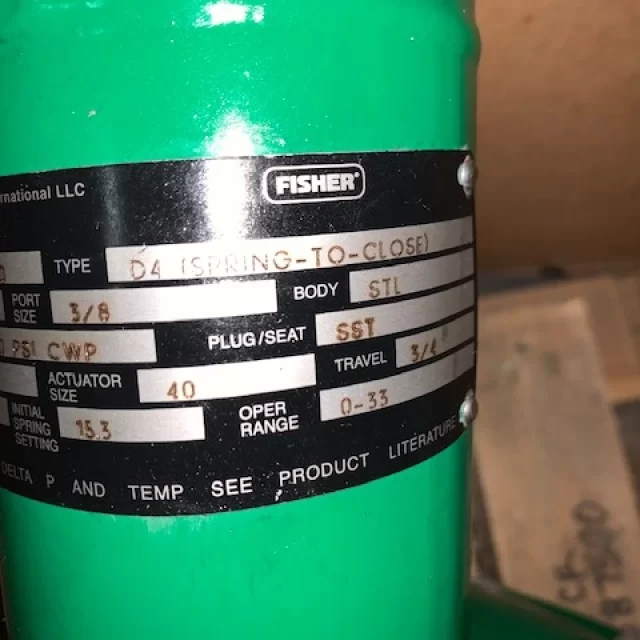 rnational LLC
FISHER
TYPE D4 (SPRING-TO-CLOSE)
PORT SIZE 3/8 BODY STL
PSI CWP PLUG/SEAT SST
ACTUATOR SIZE 40 TRAVEL 3/4
INITIAL SPRING SETTING 15.3 OPER RANGE 0-33
DELTA P AND TEMP SEE PRODUCT LITERATURE